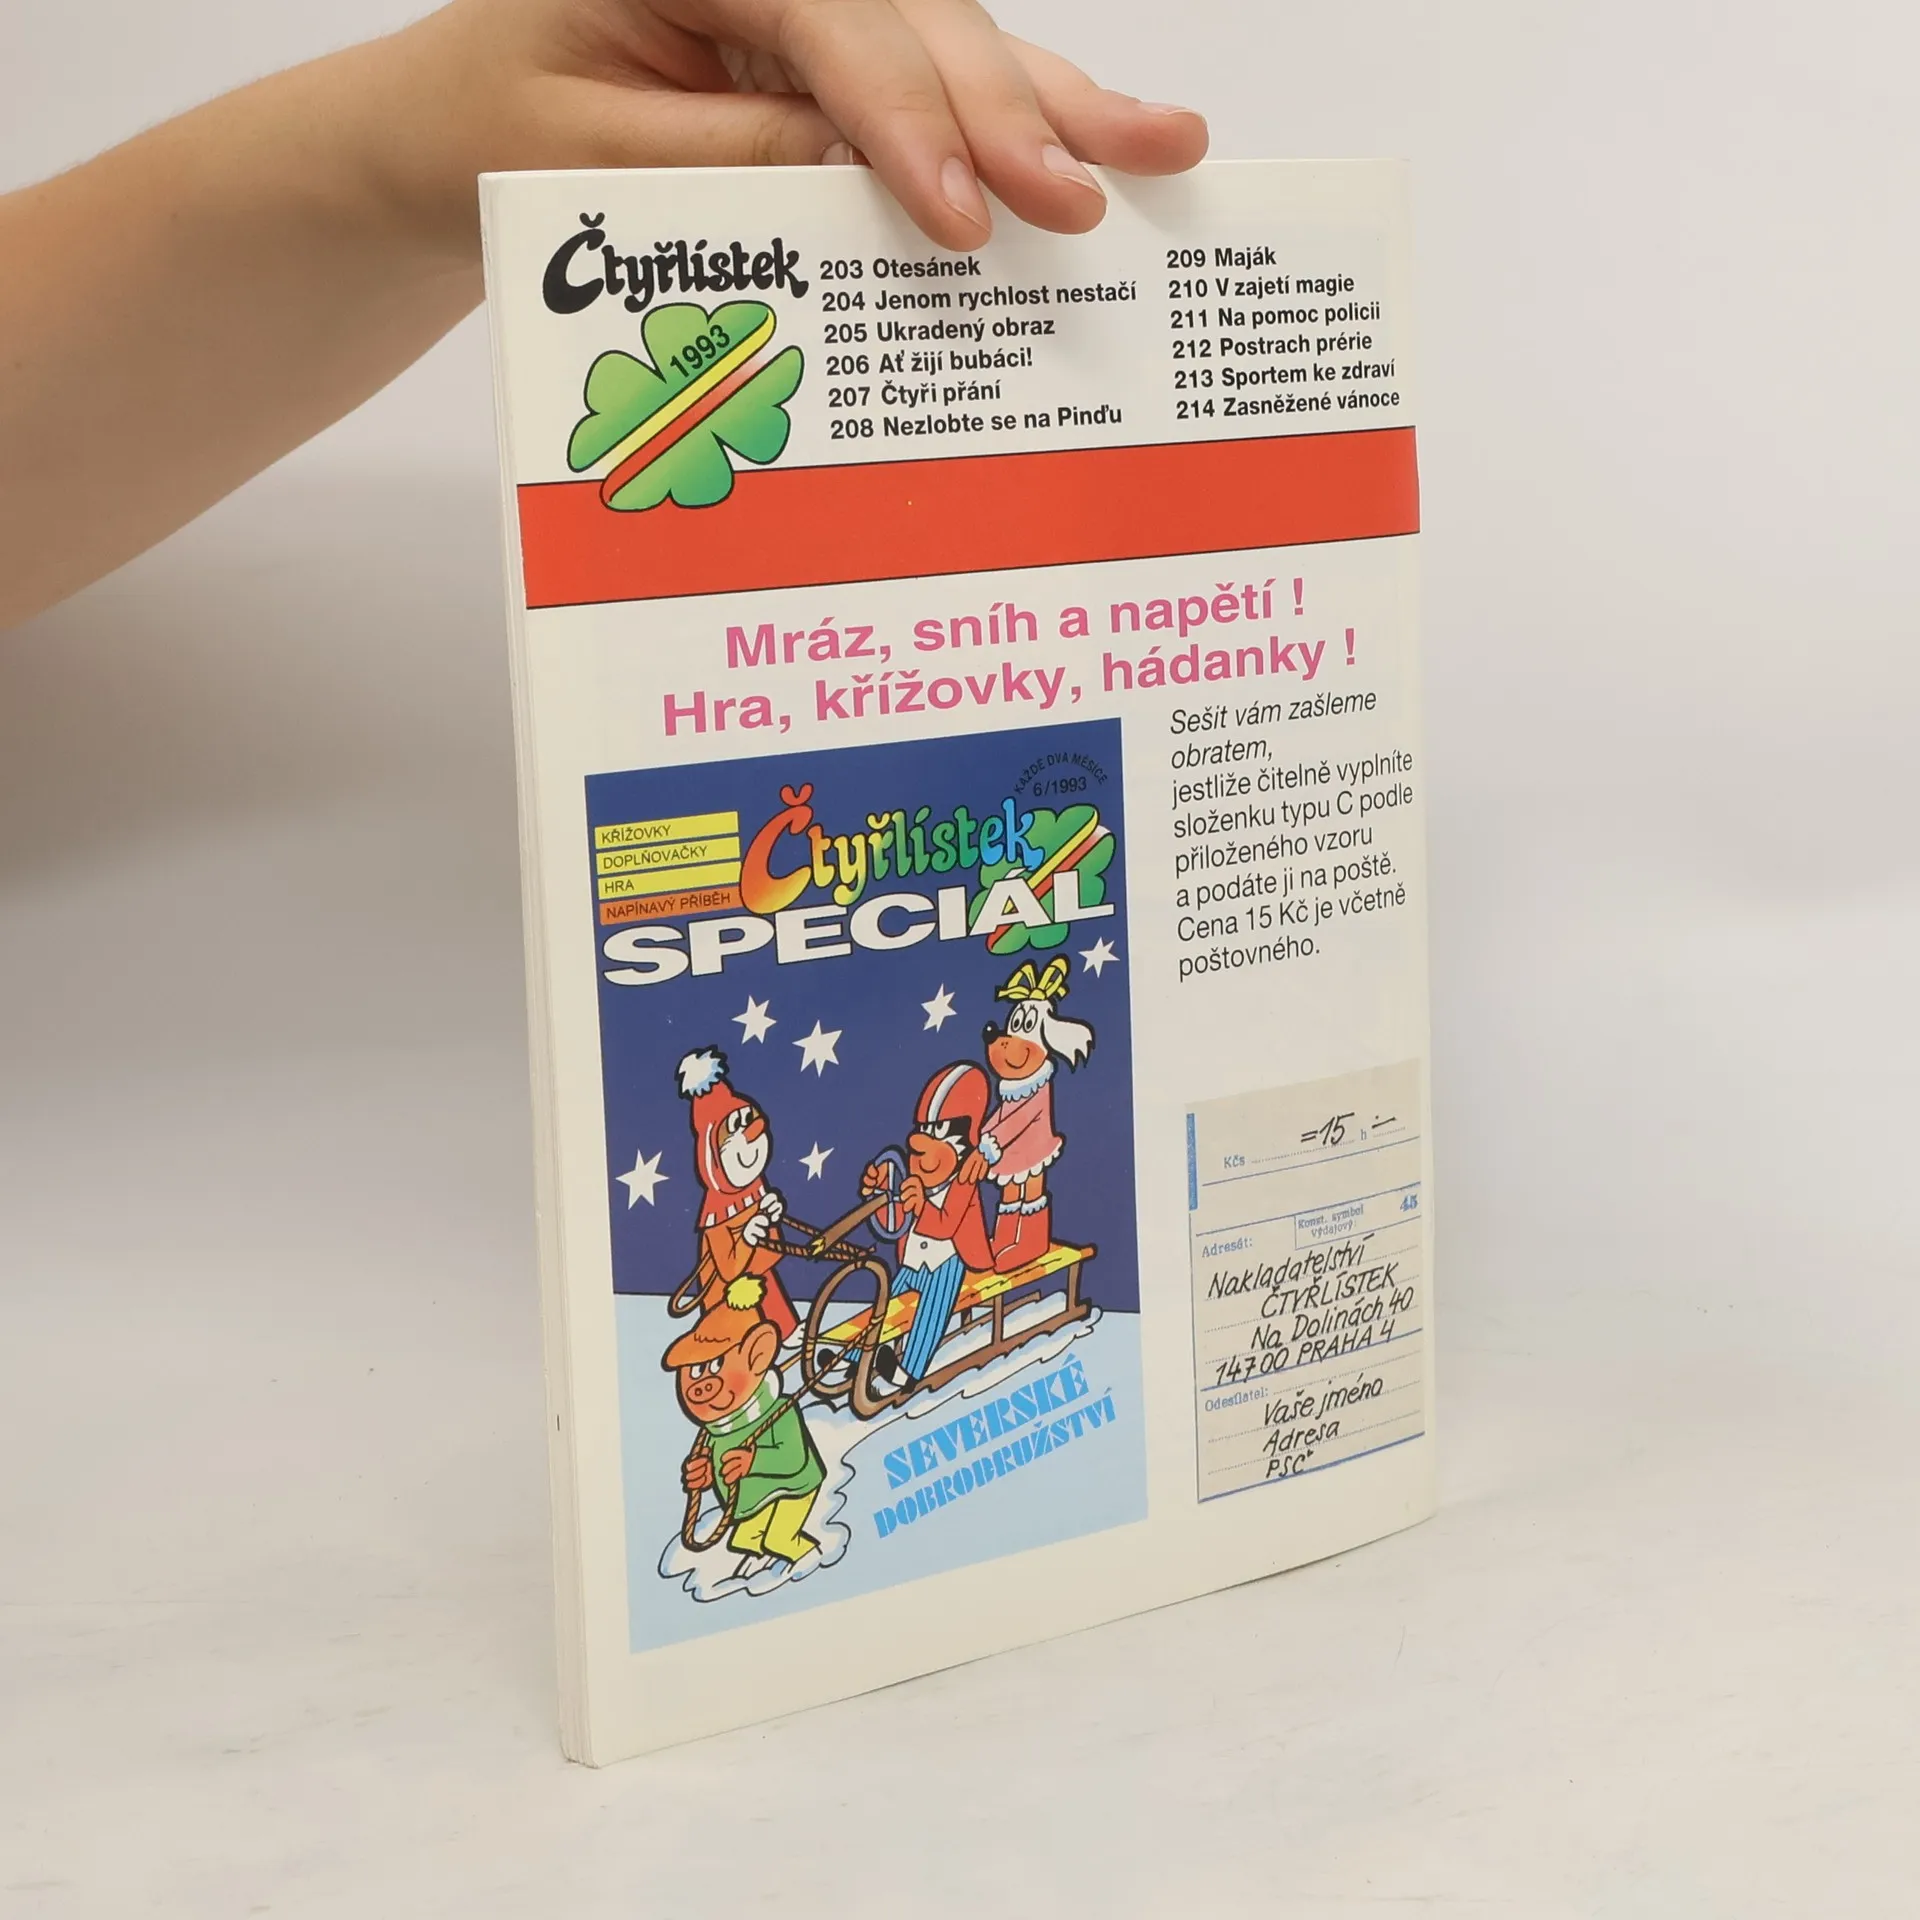 Čtyřlístek
1993
203 Otesánek
204 Jenom rychlost nestačí
205 Ukradený obraz
206 Ať žijí bubáci!
207 Čtyři přání
208 Nezlobte se na Pinďu
209 Maják
210 V zajetí magie
211 Na pomoc policii
212 Postrach prérie
213 Sportem ke zdraví
214 Zasněžené vánoce
Mráz, sníh a napětí !
Hra, křížovky, hádanky !
KAŽDÉ DVA MĚSÍCE
6/1993
KŘÍŽOVKY
DOPLŇOVAČKY
HRA
NAPÍNAVÝ PŘÍBĚH
Čtyřlístek
SPECIÁL
SEVERSKÉ
DOBRODRUŽSTVÍ
Sešit vám zašleme
obratem,
jestliže čitelně vyplníte
složenku typu C podle
přiloženého vzoru
a podáte ji na poště.
Cena 15 Kč je včetně
poštovného.
Kčs =15 h —
Konst. symbol 45
výdajový:
Adresát:
Nakladatelství
ČTYŘLÍSTEK
Na Dolinách 40
14700 PRAHA 4
Odesílatel:
Vaše jméno
Adresa
PSČ